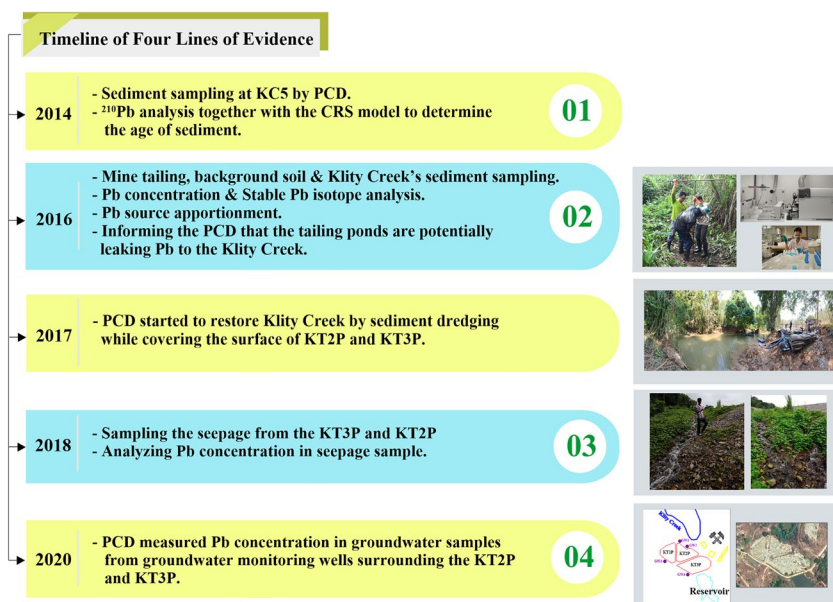 Timeline of Four Lines of Evidence
2014
- Sediment sampling at KC5 by PCD.
- ²¹⁰Pb analysis together with the CRS model to determine
the age of sediment.
01
2016
- Mine tailing, background soil & Klity Creek's sediment sampling.
- Pb concentration & Stable Pb isotope analysis.
- Pb source apportionment.
- Informing the PCD that the tailing ponds are potentially
leaking Pb to the Klity Creek.
02
2017
- PCD started to restore Klity Creek by sediment dredging
while covering the surface of KT2P and KT3P.
2018
- Sampling the seepage from the KT3P and KT2P
- Analyzing Pb concentration in seepage sample.
03
2020
- PCD measured Pb concentration in groundwater samples
from groundwater monitoring wells surrounding the KT2P
and KT3P.
04
Klity Creek
KT1P
KT2P
KT3P
Reservoir